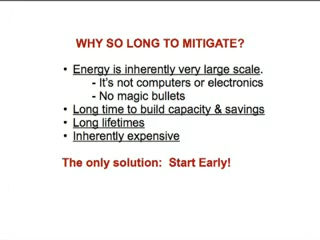 WHY SO LONG TO MITIGATE?
• Energy is inherently very large scale.
- It's not computers or electronics
- No magic bullets
• Long time to build capacity & savings
• Long lifetimes
• Inherently expensive
The only solution: Start Early!